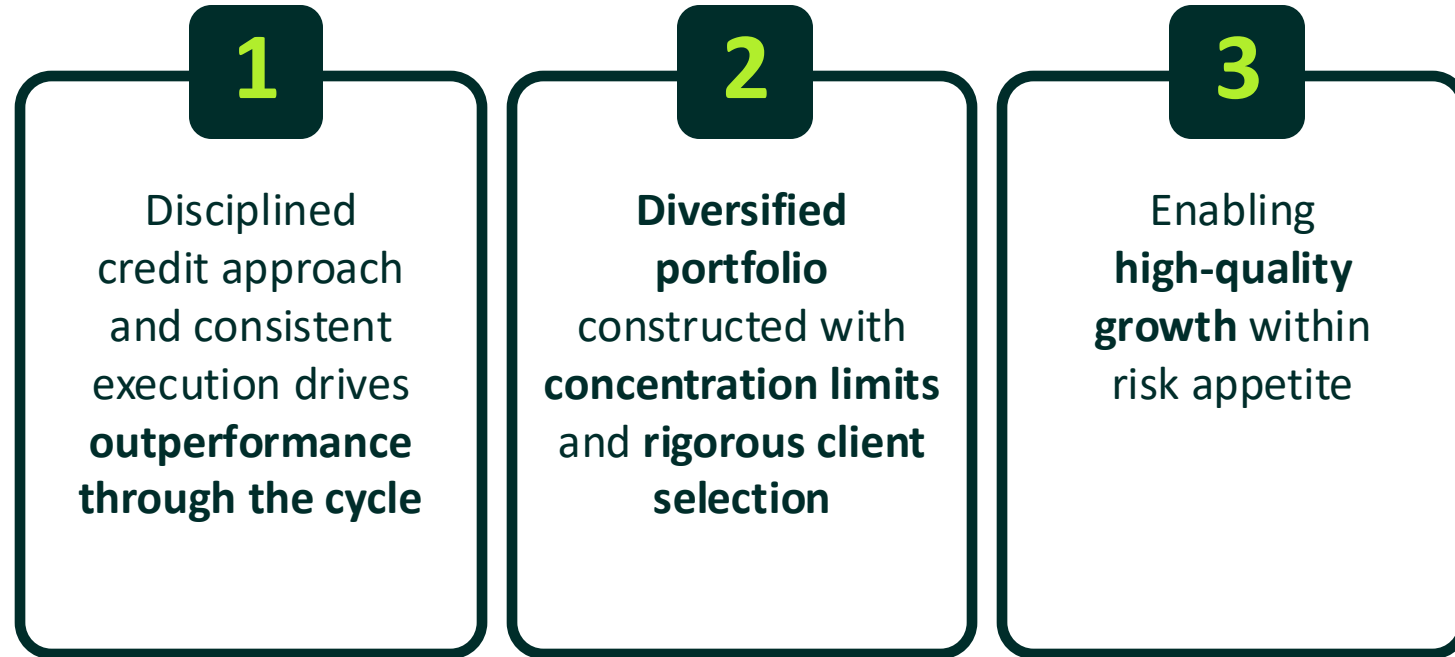 1
Disciplined
credit approach
and consistent
execution drives
outperformance
through the cycle
2
Diversified
portfolio
constructed with
concentration limits
and rigorous client
selection
3
Enabling
high-quality
growth within
risk appetite